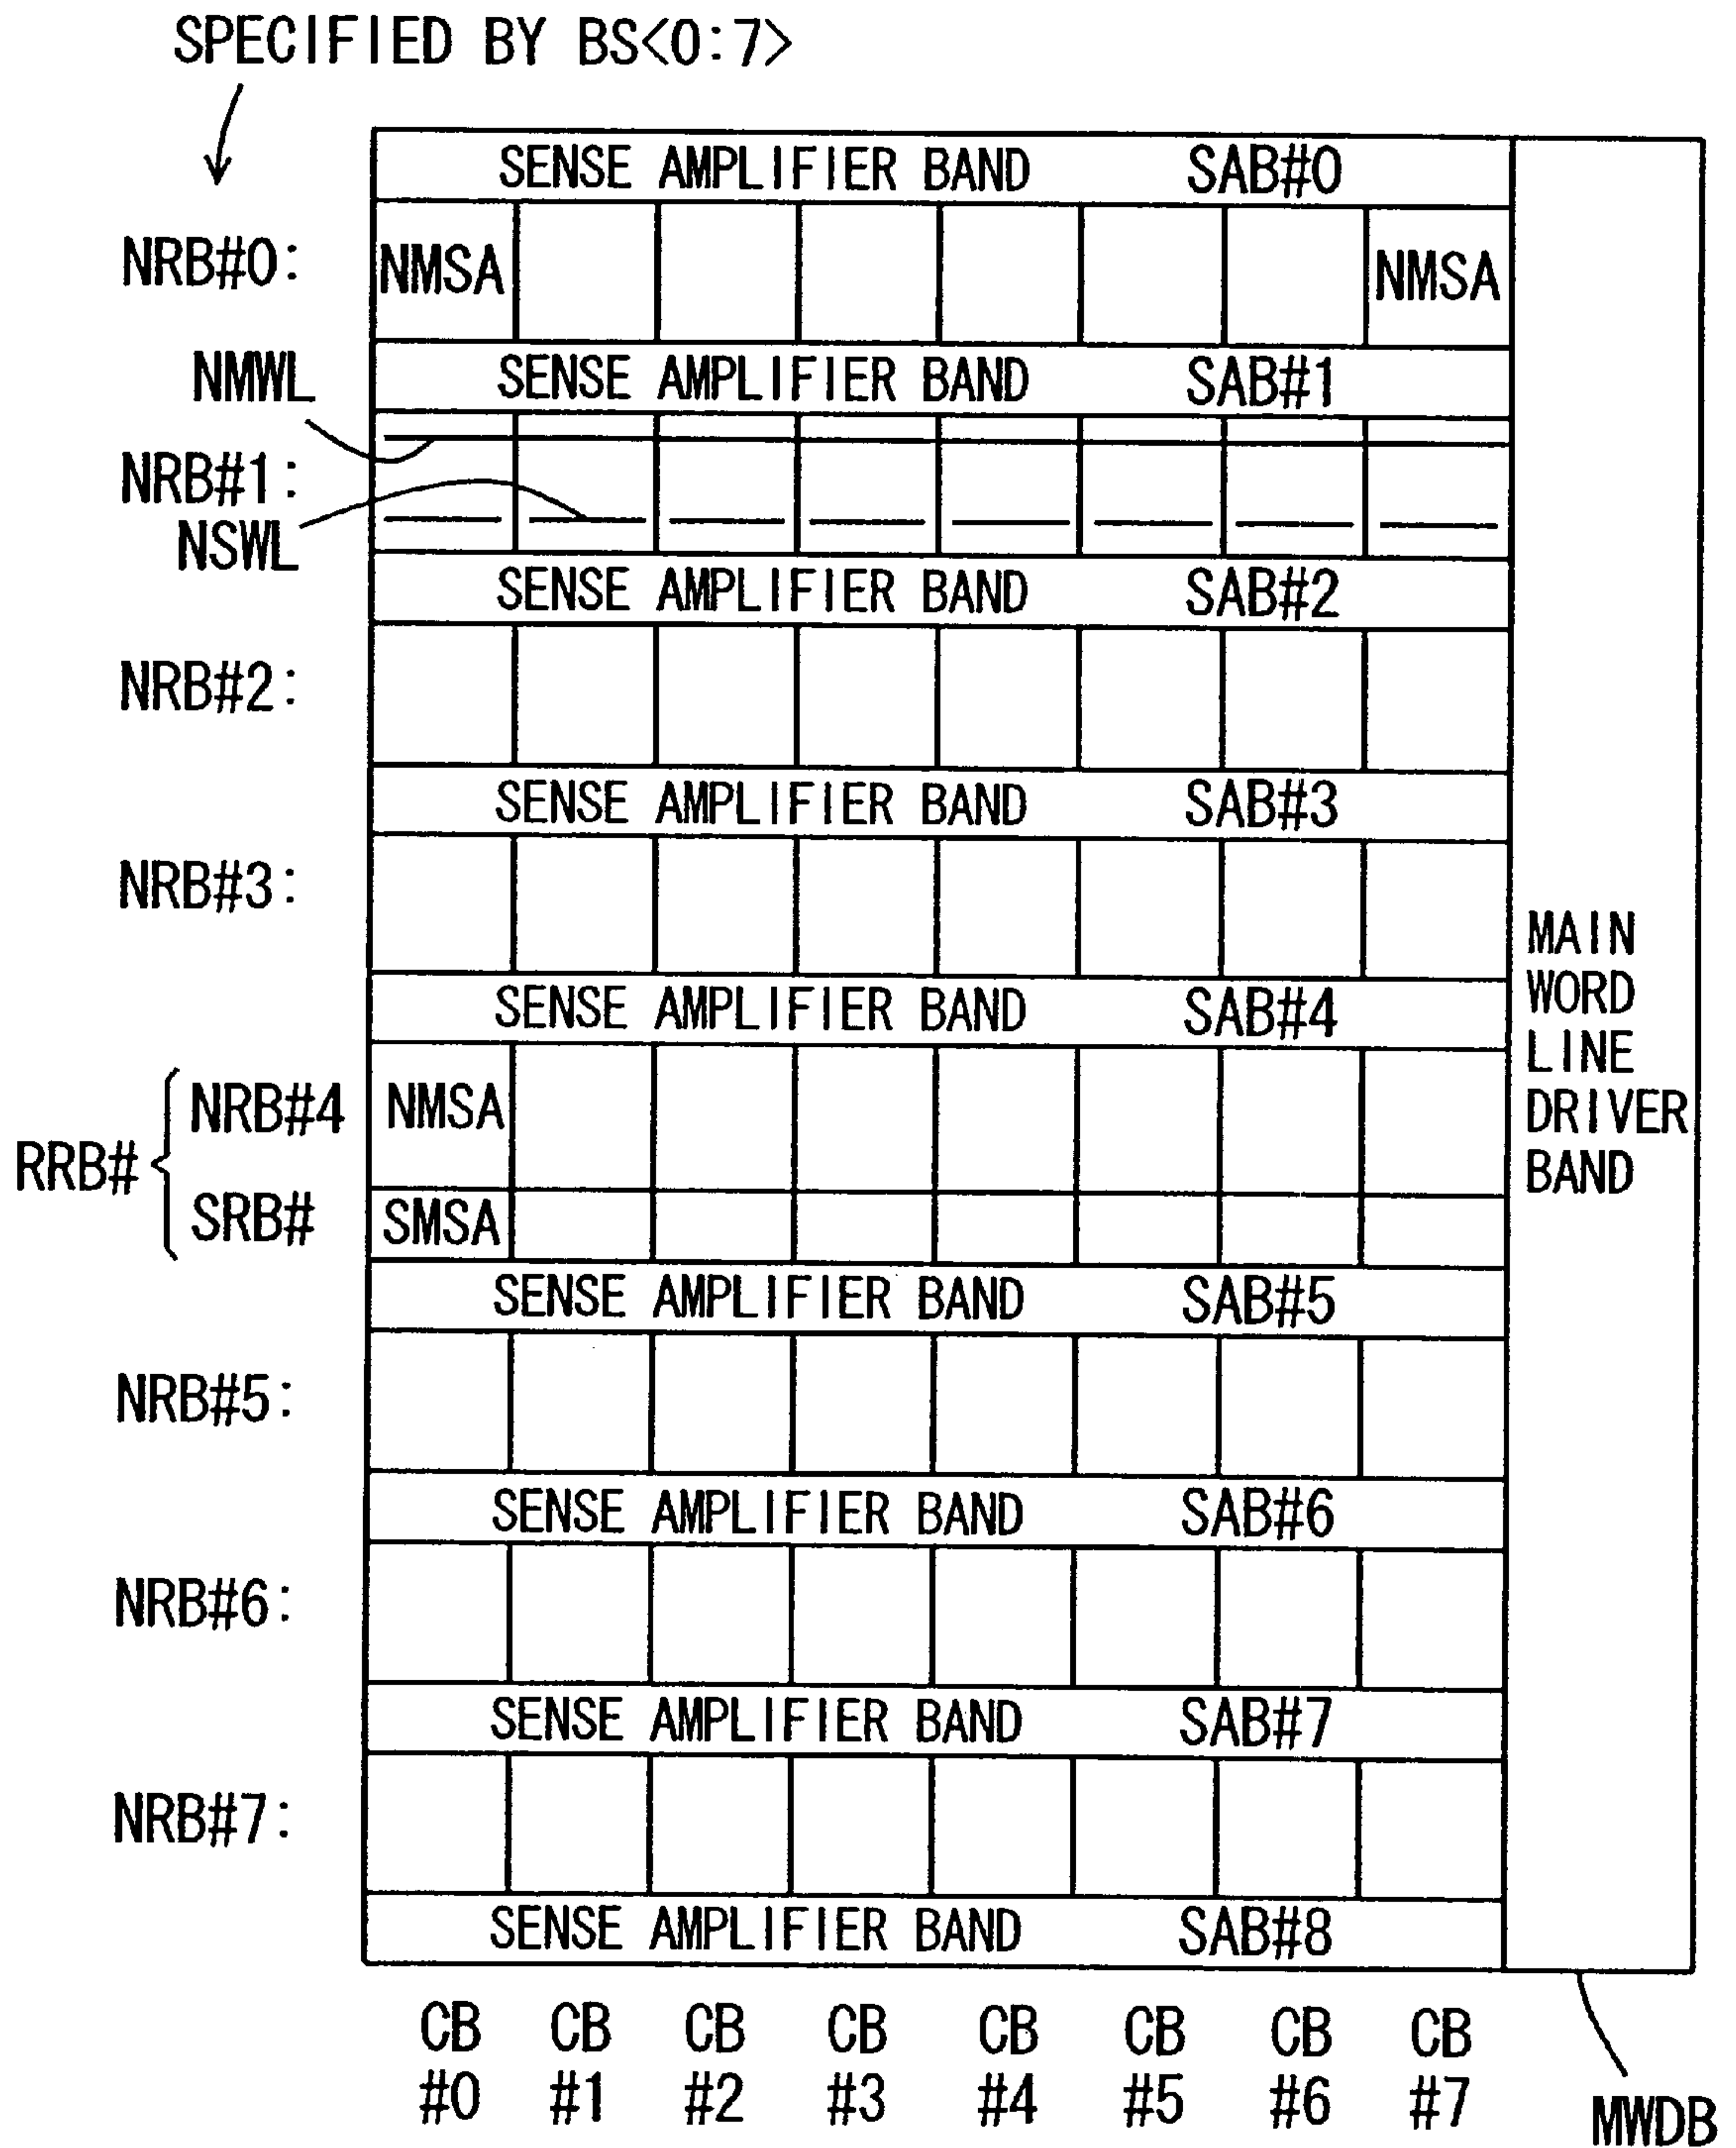 SPECIFIED BY BS<0:7>
SENSE AMPLIFIER BAND SAB#0
NRB#0: NMSA NMSA
NMWL
SENSE AMPLIFIER BAND SAB#1
NRB#1:
NSWL
SENSE AMPLIFIER BAND SAB#2
NRB#2:
SENSE AMPLIFIER BAND SAB#3
NRB#3:
SENSE AMPLIFIER BAND SAB#4
MAIN
WORD
LINE
DRIVER
BAND
RRB#
NRB#4 NMSA
SRB# SMSA
SENSE AMPLIFIER BAND SAB#5
NRB#5:
SENSE AMPLIFIER BAND SAB#6
NRB#6:
SENSE AMPLIFIER BAND SAB#7
NRB#7:
SENSE AMPLIFIER BAND SAB#8
CB CB CB CB CB CB CB CB
#0 #1 #2 #3 #4 #5 #6 #7
MWDB